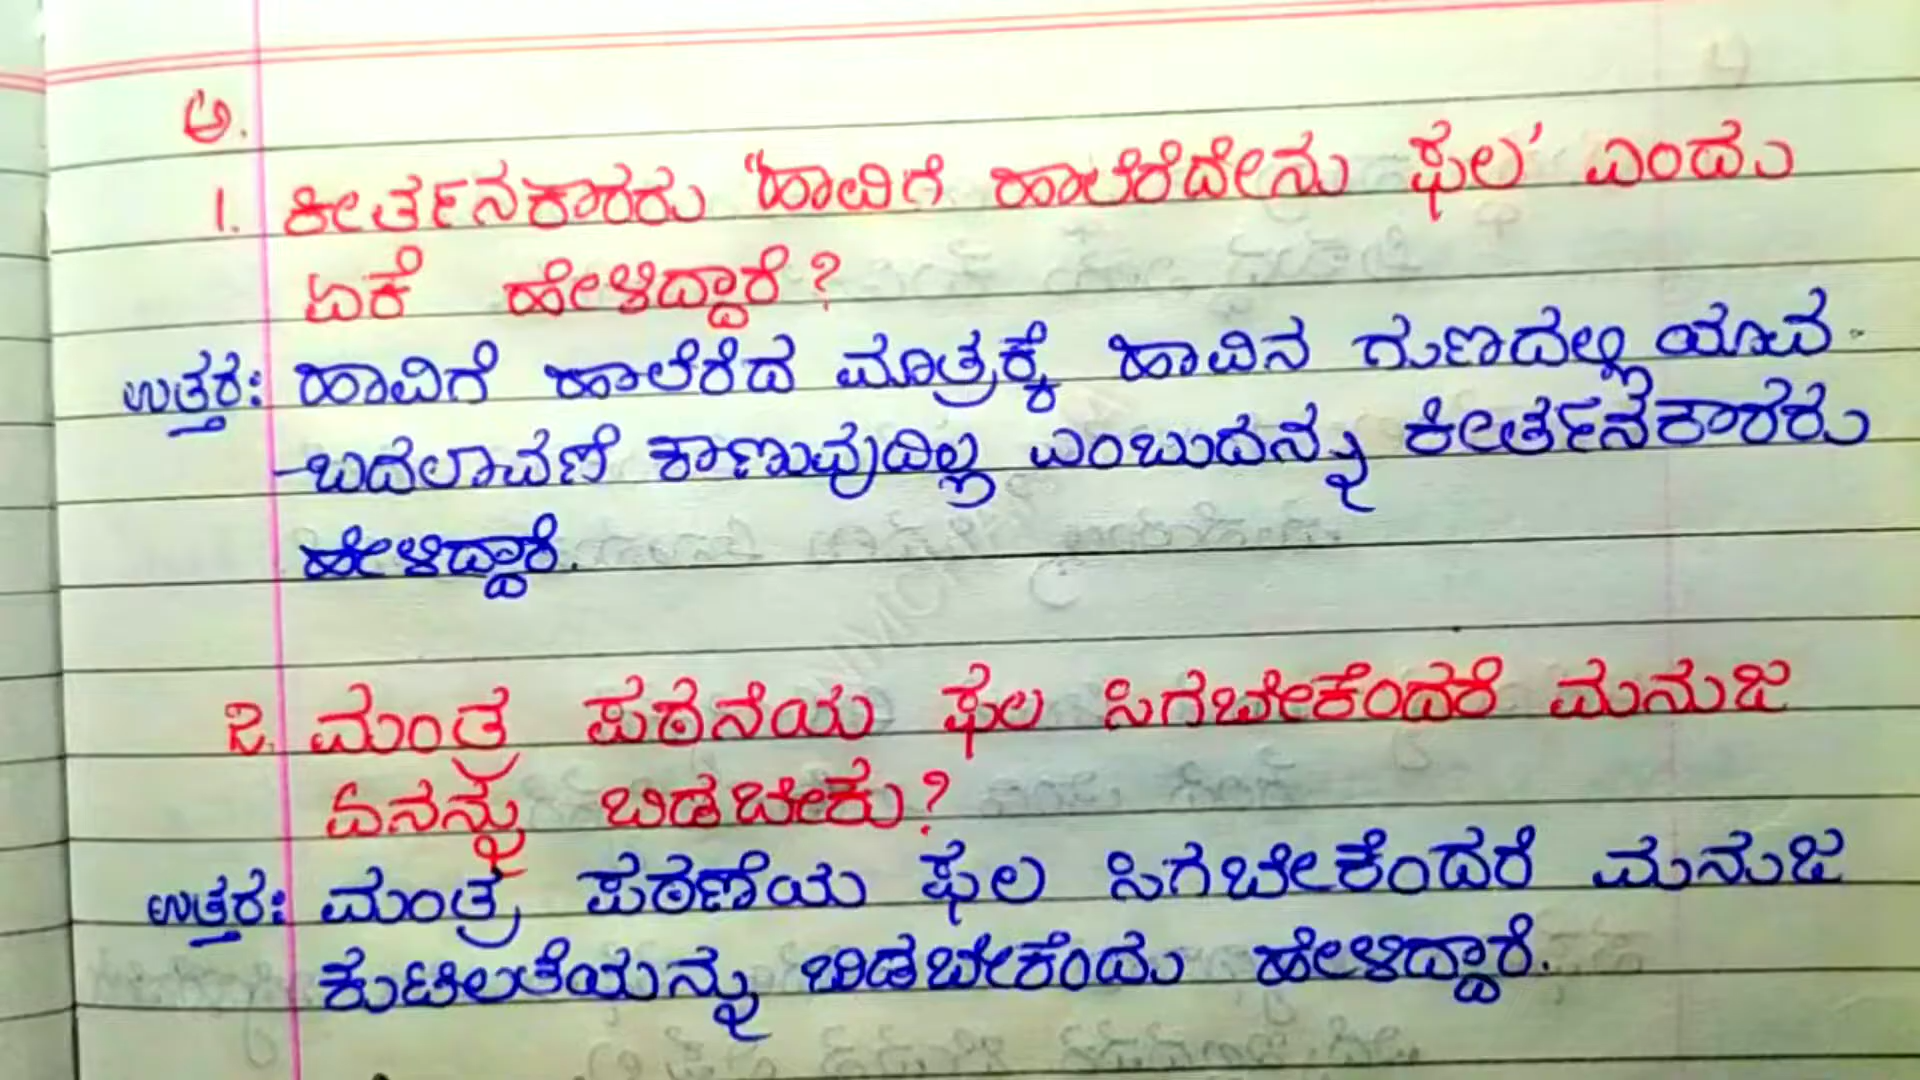 ಅ.
1. ಕೀರ್ತನಕಾರರು "ಹಾವಿಗೆ ಹಾಲೆರೆದೇನು ಫಲ' ಎಂದು
ಏಕೆ ಹೇಳಿದ್ದಾರೆ?
ಉತ್ತರ: ಹಾವಿಗೆ ಹಾಲೆರೆದ ಮಾತ್ರಕ್ಕೆ ಹಾವಿನ ಗುಣದಲ್ಲಿ ಯಾವ-
-ಬದಲಾವಣೆ ಕಾಣುವುದಿಲ್ಲ ಎಂಬುದನ್ನು ಕೀರ್ತನೆಕಾರರು
ಹೇಳಿದ್ದಾರೆ.
2. ಮಂತ್ರ ಪಠನೆಯ ಫಲ ಸಿಗಬೇಕೆಂದರೆ ಮನುಜ
ಏನನ್ನು ಬಿಡಬೇಕು?
ಉತ್ತರ: ಮಂತ್ರ ಪಠಣೆಯ ಫಲ ಸಿಗಬೇಕೆಂದರೆ ಮನುಜ
ಕುಟಿಲತೆಯನ್ನು ಬಿಡಬೇಕೆಂದು ಹೇಳಿದ್ದಾರೆ.